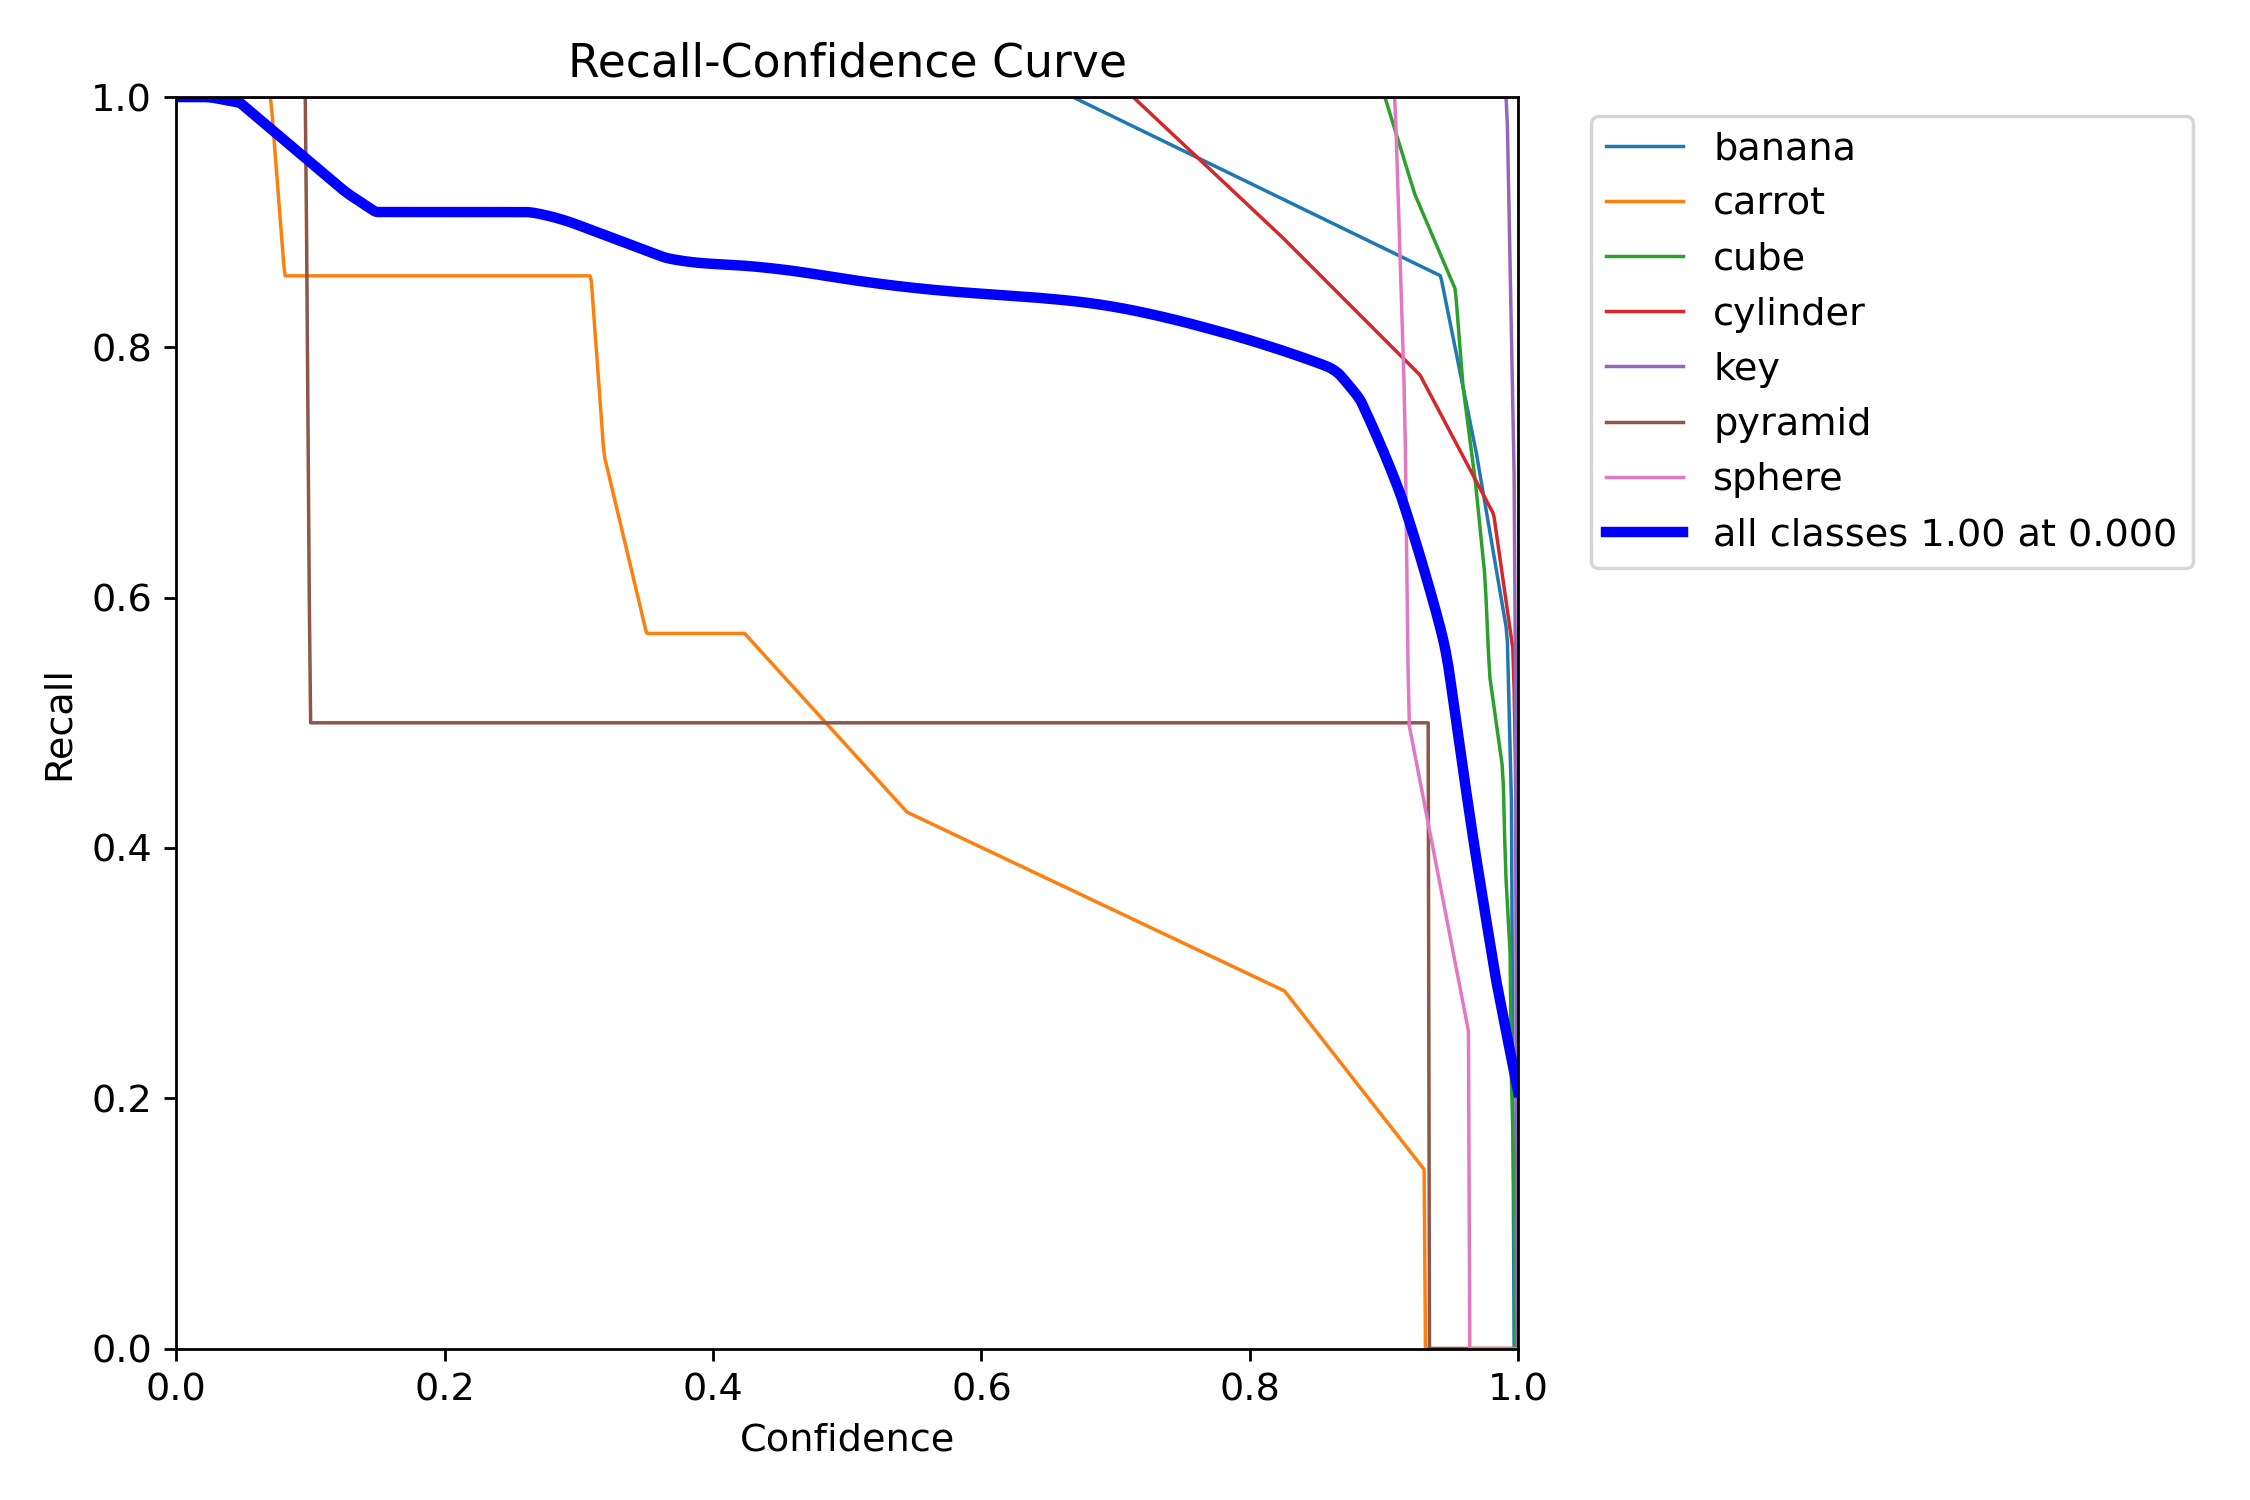 Recall-Confidence Curve
1.0
0.8
0.6
0.4
0.2
0.0
Recall
0.0 0.2 0.4 0.6 0.8 1.0
Confidence
banana
carrot
cube
cylinder
key
pyramid
sphere
all classes 1.00 at 0.000